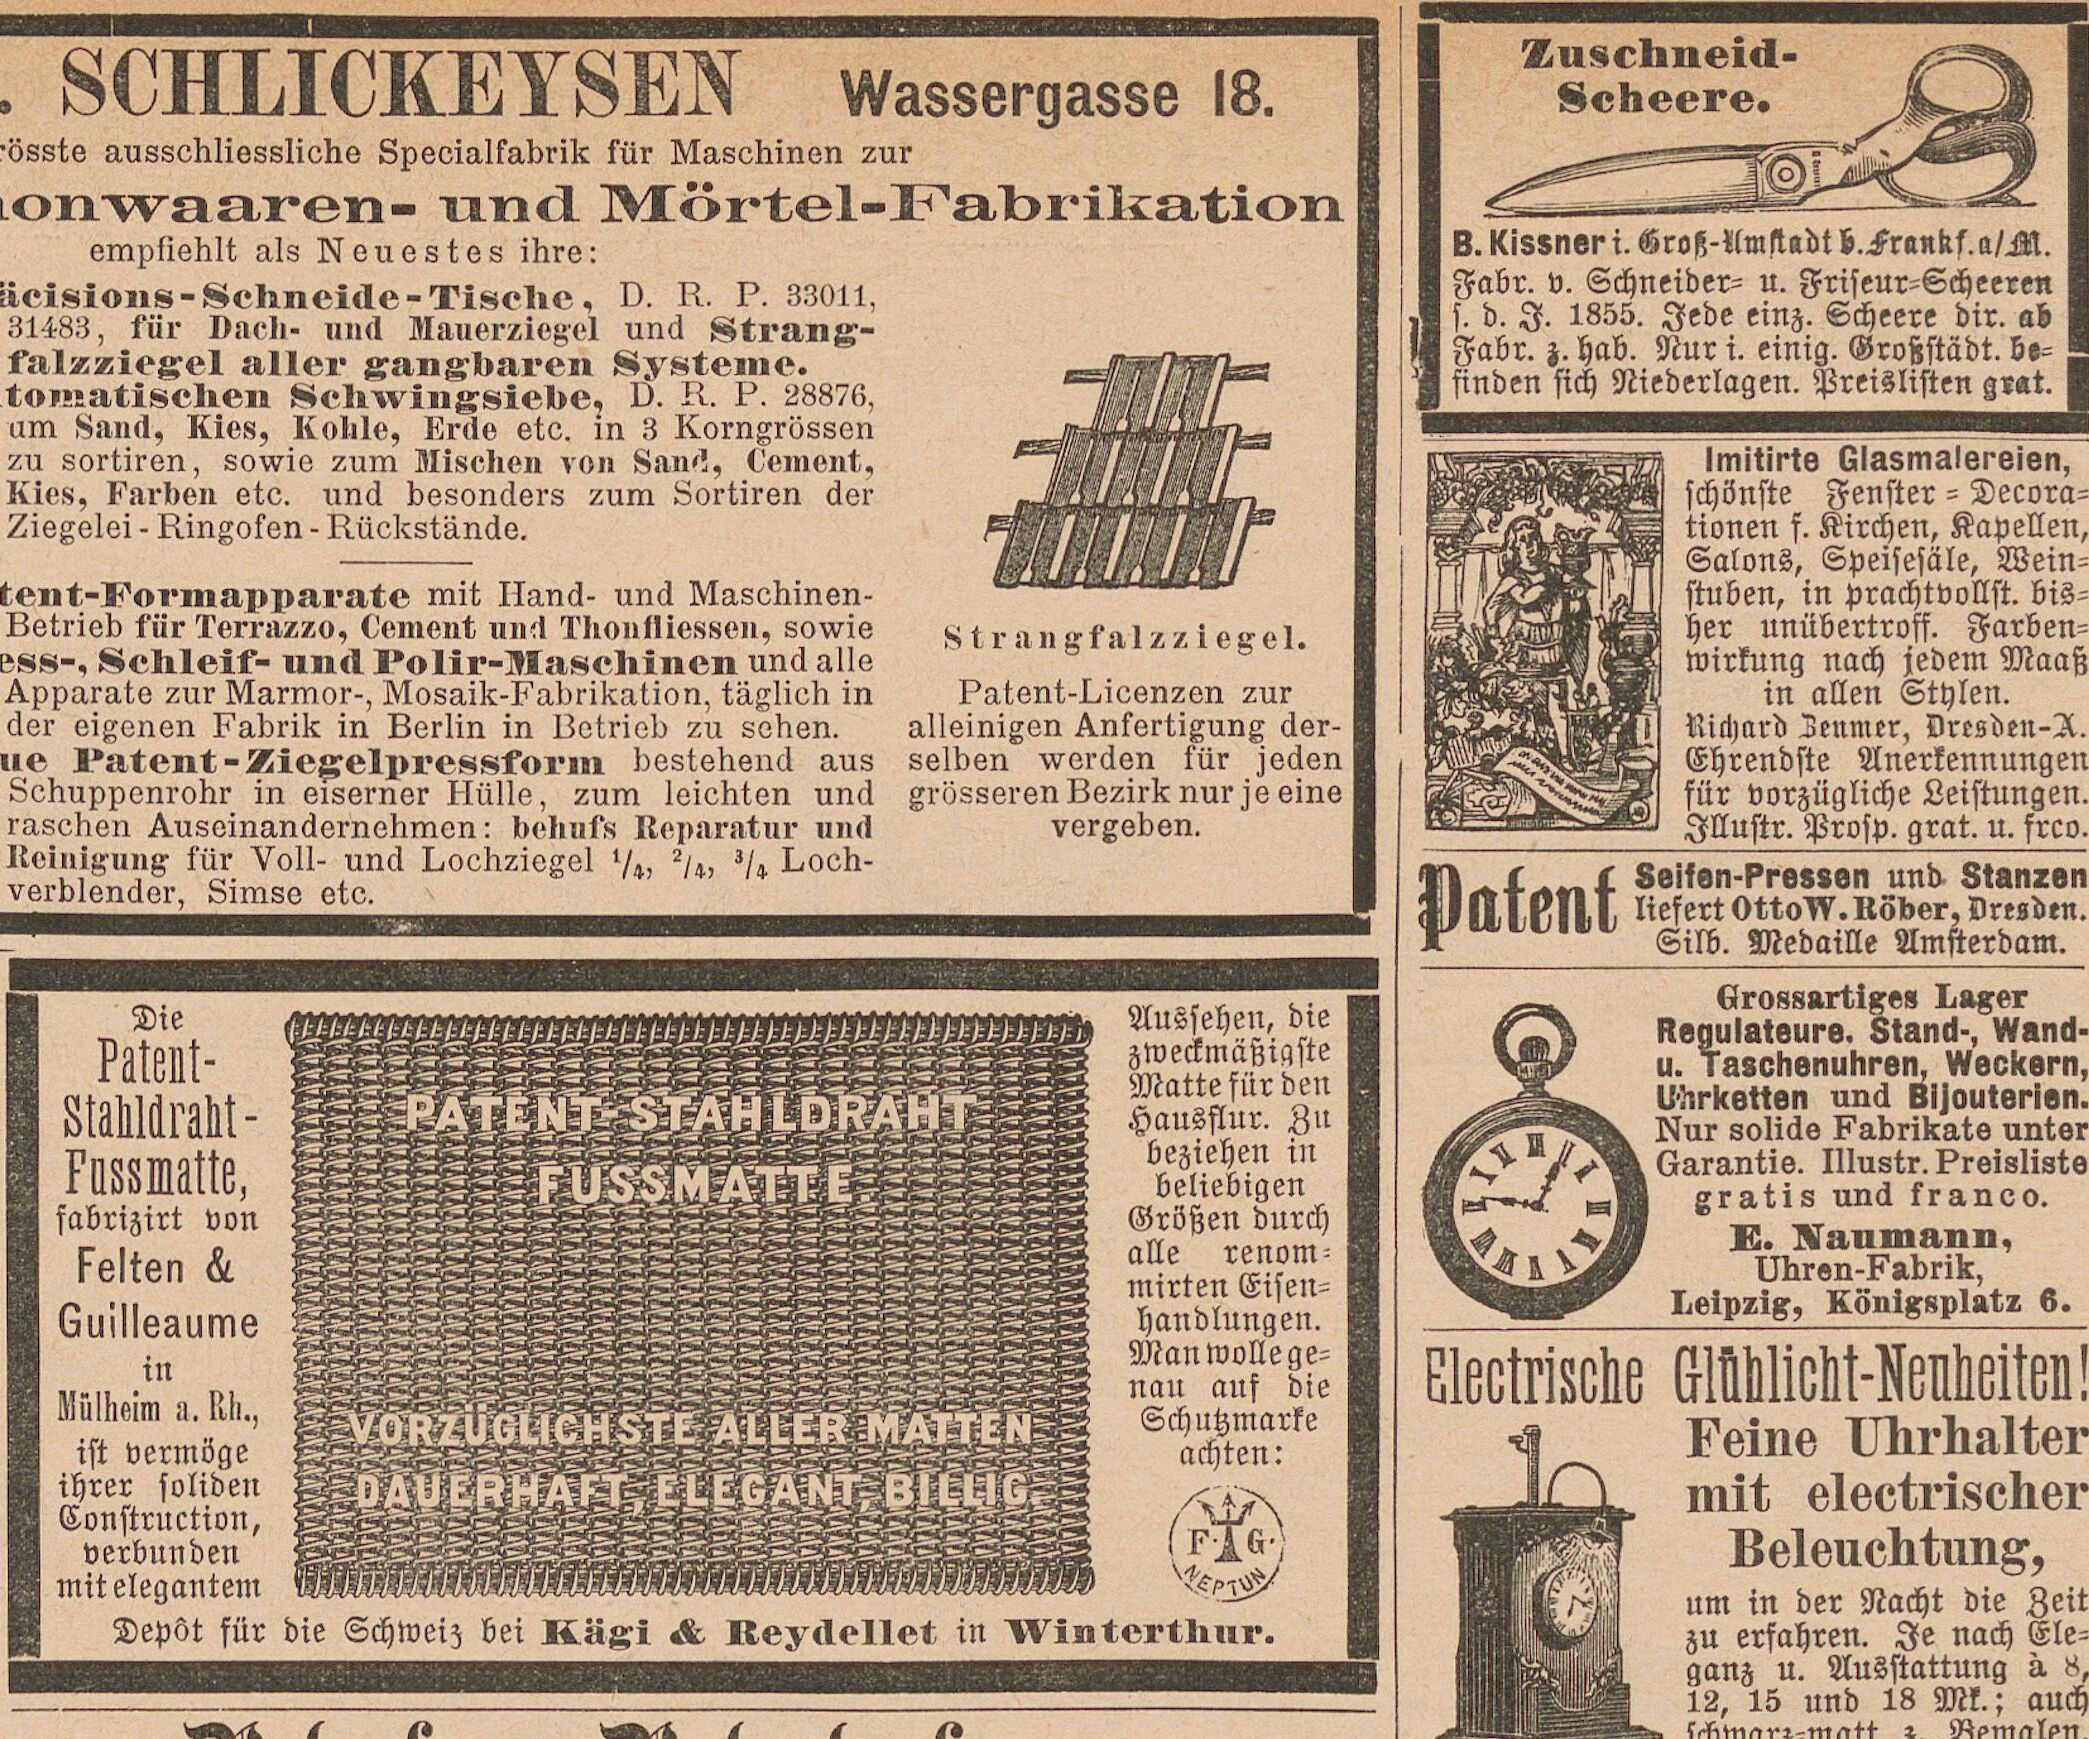 SCHLICKEYSEN Wassergasse 18.
ausschliessliche Specialfabrik für Maschinen zur
und Mörtel-Fabrikation
empfiehlt als Neuestes ihre:
Schneide-Tische, D. R. P. 33011,
31483, für Dach- und Mauerziegel und Strang-
falzziegel aller gangbaren Systeme.
Schwingsiebe, D. R. P. 28876,
um Sand, Kies, Kohle, Erde etc. in 3 Korngrössen
zu sortiren, sowie zum Mischen von Sand, Cement,
Kies, Farben etc. und besonders zum Sortiren der
Ziegelei-Ringofen-Rückstände.
tent-Formapparate mit Hand- und Maschinen-
Betrieb für Terrazzo, Cement und Thonfliessen, sowie
ess-, Schleif- und Polir-Maschinen und alle
Apparate zur Marmor-, Mosaik-Fabrikation, täglich in
der eigenen Fabrik in Berlin in Betrieb zu sehen.
ue Patent-Ziegelpressform bestehend aus
Schuppenrohr in eiserner Hülle, zum leichten und
raschen Auseinandernehmen: behufs Reparatur und
Reinigung für Voll- und Lochziegel 1/4, 2/4, 3/4 Loch-
verblender, Simse etc.
Strangfalzziegel.
Patent-Licenzen zur
alleinigen Anfertigung der-
selben werden für jeden
grösseren Bezirk nur je eine
vergeben.
Die
Patent-
Stahldraht-
Fussmatte,
fabrizirt von
Felten &
Guilleaume
in
Mülheim a. Rh.,
ist vermöge
ihrer soliden
Construction,
verbunden
mit elegantem
PATENT-STAHLDRAHT
FUSSMATTE.
VORZÜGLICHSTE ALLER MATTEN
DAUERHAFT, ELEGANT, BILLIG.
Aussehen, die
zweckmäßigste
Matte für den
Hausflur. Zu
beziehen in
beliebigen
Größen durch
alle renom-
mirten Eisen-
handlungen.
Man wolle ge-
nau auf die
Schutzmarke
achten:
F. G.
NEPTUN
Depôt für die Schweiz bei Kägi & Reydellet in Winterthur.
Zuschneid-
Scheere.
B. Kissner i. Groß-Umstadt b. Frankf. a/M.
Fabr. v. Schneider- u. Friseur-Scheeren
s. d. J. 1855. Jede einz. Scheere dir. ab
Fabr. z. hab. Nur i. einig. Großstädt. be-
finden sich Niederlagen. Preislisten grat.
Imitirte Glasmalereien,
schönste Fenster-Decora-
tionen f. Kirchen, Kapellen,
Salons, Speisesäle, Wein-
stuben, in prachtvollst. bis-
her unübertroff. Farben-
wirkung nach jedem Maaß
in allen Stylen.
Richard Zeumer, Dresden-A.
Ehrendste Anerkennungen
für vorzügliche Leistungen.
Illustr. Prosp. grat. u. frco.
Patent Seifen-Pressen und Stanzen
liefert Otto W. Röber, Dresden.
Silb. Medaille Amsterdam.
Grossartiges Lager
Regulateure, Stand-, Wand-
u. Taschenuhren, Weckern,
Uhrketten und Bijouterien.
Nur solide Fabrikate unter
Garantie. Illustr. Preisliste
gratis und franco.
E. Naumann,
Uhren-Fabrik,
Leipzig, Königsplatz 6.
Electrische Glühlicht-Neuheiten!
Feine Uhrhalter
mit electrischer
Beleuchtung,
um in der Nacht die Zeit
zu erfahren. Je nach Ele-
ganz u. Ausstattung à 8,
12, 15 und 18 Mk.; auch
schwarz-matt z. Bemalen